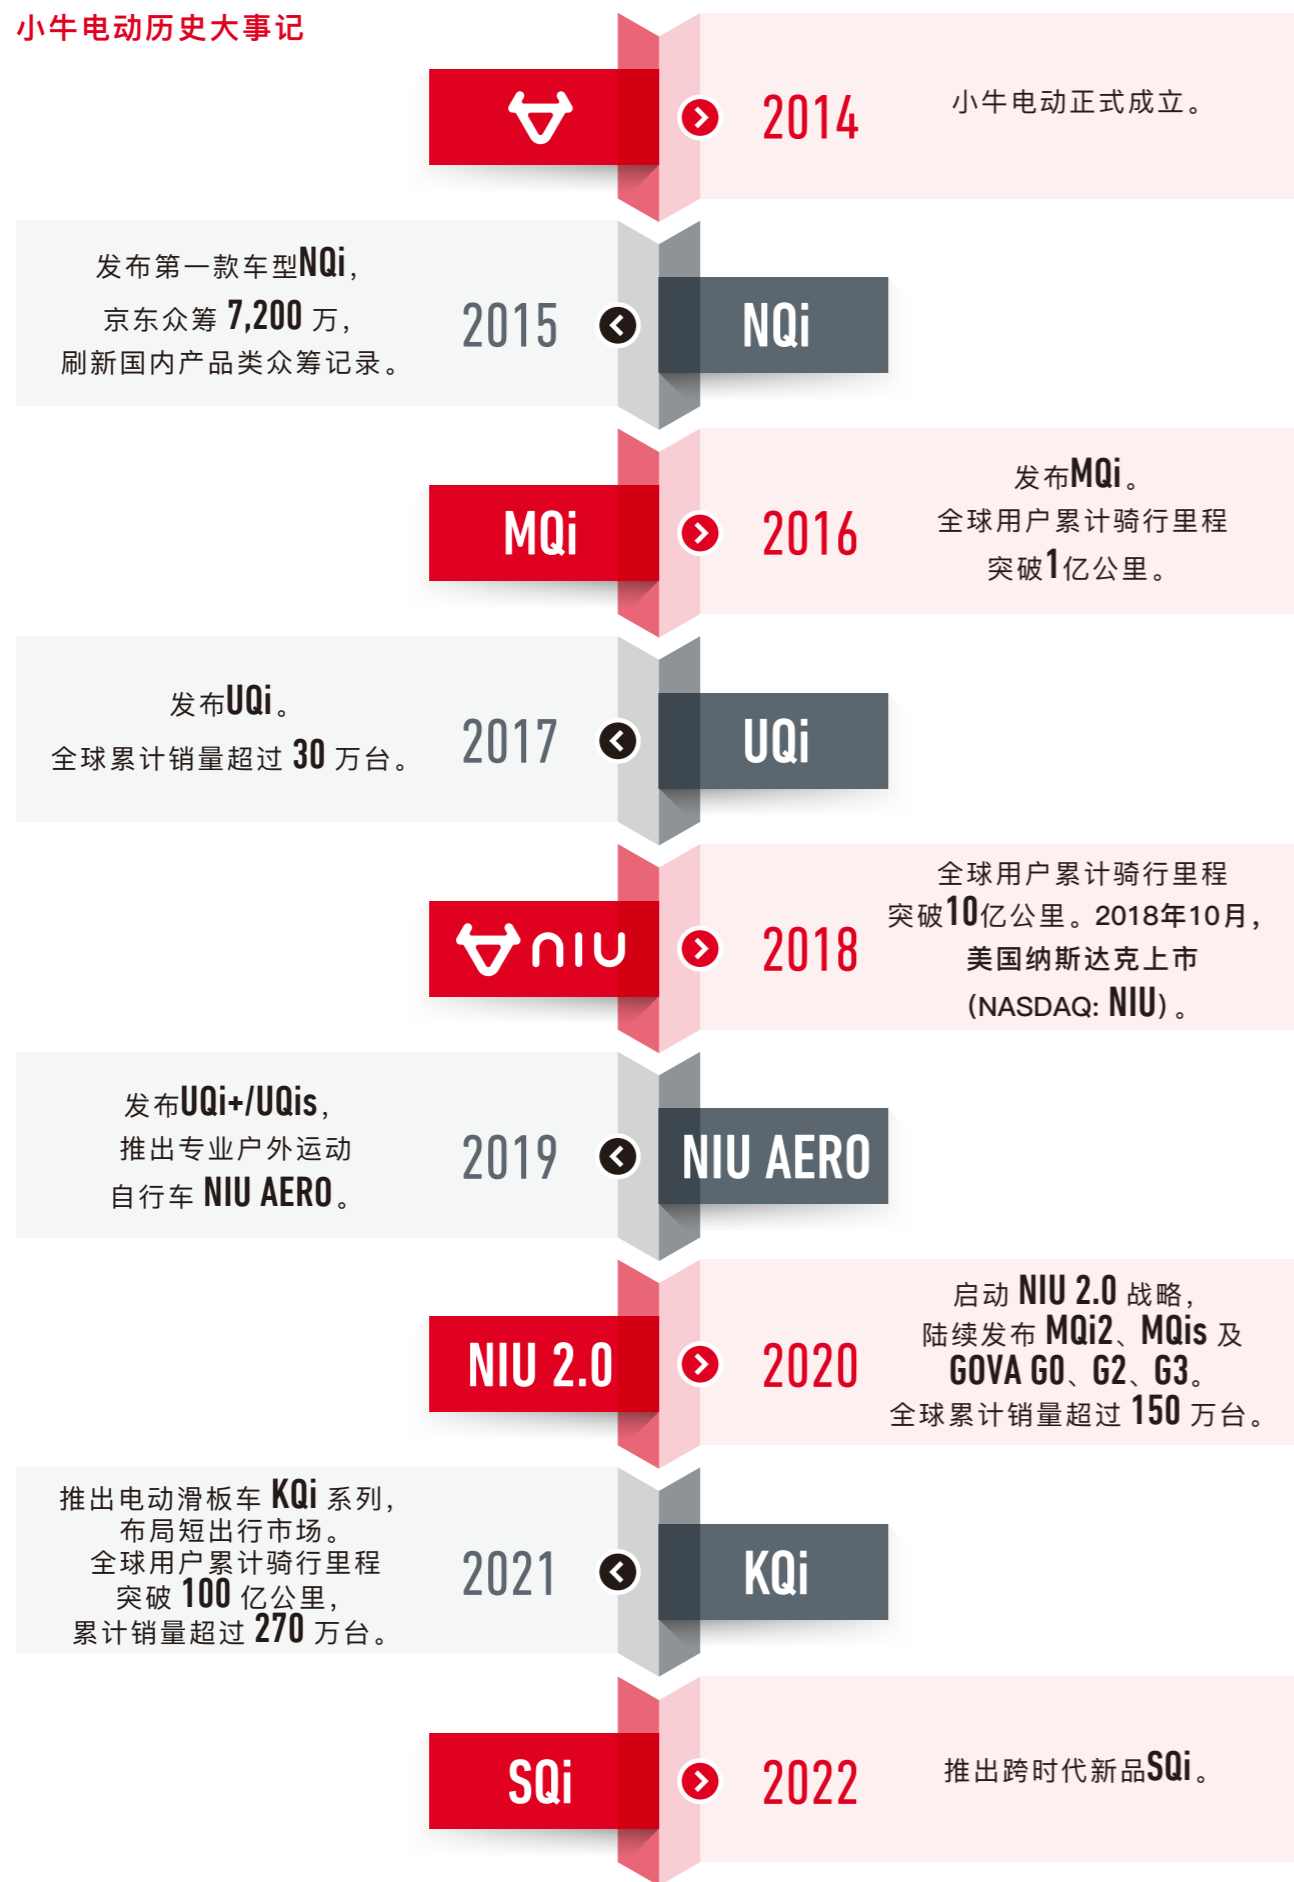 小牛电动历史大事记
2014
小牛电动正式成立。
发布第一款车型NQi，
京东众筹 7,200 万，
刷新国内产品类众筹记录。
2015
NQi
MQi
2016
发布MQi。
全球用户累计骑行里程
突破1亿公里。
发布UQi。
全球累计销量超过 30 万台。
2017
UQi
NIU
2018
全球用户累计骑行里程
突破10亿公里。2018年10月，
美国纳斯达克上市
（NASDAQ: NIU）。
发布UQi+/UQis，
推出专业户外运动
自行车 NIU AERO。
2019
NIU AERO
NIU 2.0
2020
启动 NIU 2.0 战略，
陆续发布 MQi2、MQis 及
GOVA G0、G2、G3。
全球累计销量超过 150 万台。
推出电动滑板车 KQi 系列，
布局短出行市场。
全球用户累计骑行里程
突破 100 亿公里，
累计销量超过 270 万台。
2021
KQi
SQi
2022
推出跨时代新品SQi。